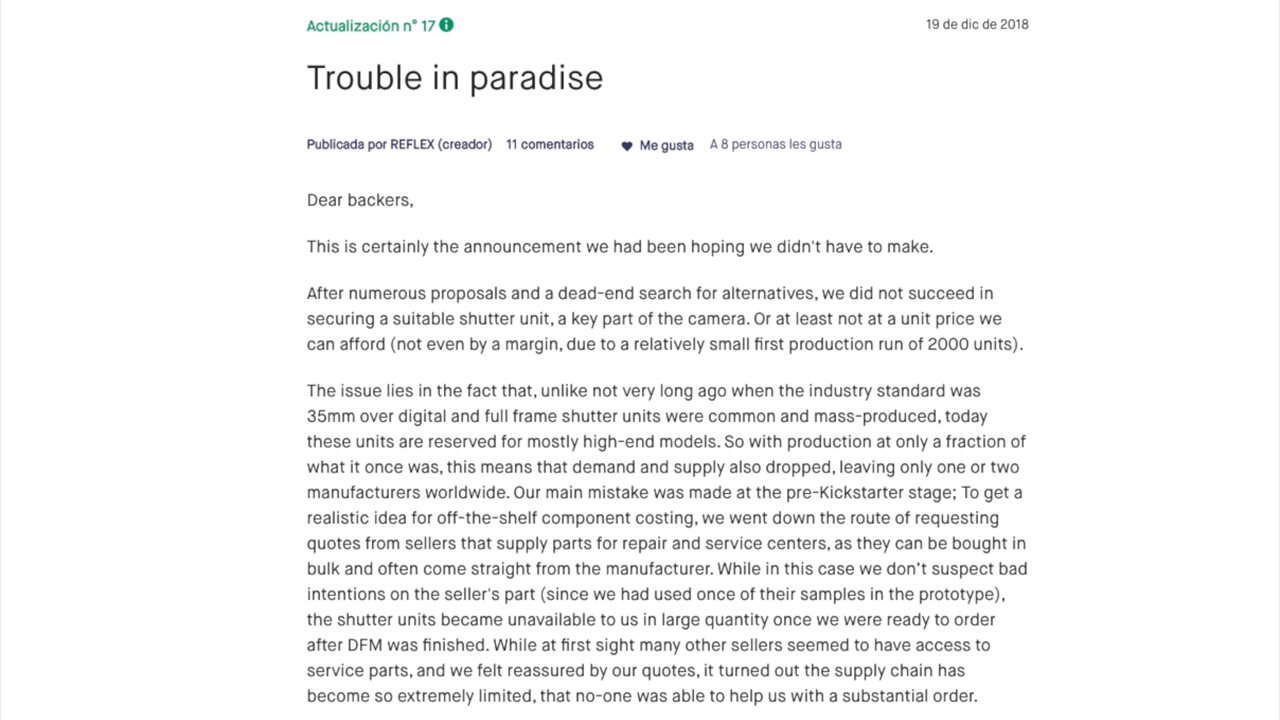 Actualización n° 17
19 de dic de 2018
Trouble in paradise
Publicada por REFLEX (creador) 11 comentarios Me gusta A 8 personas les gusta
Dear backers,
This is certainly the announcement we had been hoping we didn't have to make.
After numerous proposals and a dead-end search for alternatives, we did not succeed in
securing a suitable shutter unit, a key part of the camera. Or at least not at a unit price we
can afford (not even by a margin, due to a relatively small first production run of 2000 units).
The issue lies in the fact that, unlike not very long ago when the industry standard was
35mm over digital and full frame shutter units were common and mass-produced, today
these units are reserved for mostly high-end models. So with production at only a fraction of
what it once was, this means that demand and supply also dropped, leaving only one or two
manufacturers worldwide. Our main mistake was made at the pre-Kickstarter stage; To get a
realistic idea for off-the-shelf component costing, we went down the route of requesting
quotes from sellers that supply parts for repair and service centers, as they can be bought in
bulk and often come straight from the manufacturer. While in this case we don't suspect bad
intentions on the seller's part (since we had used once of their samples in the prototype),
the shutter units became unavailable to us in large quantity once we were ready to order
after DFM was finished. While at first sight many other sellers seemed to have access to
service parts, and we felt reassured by our quotes, it turned out the supply chain has
become so extremely limited, that no-one was able to help us with a substantial order.